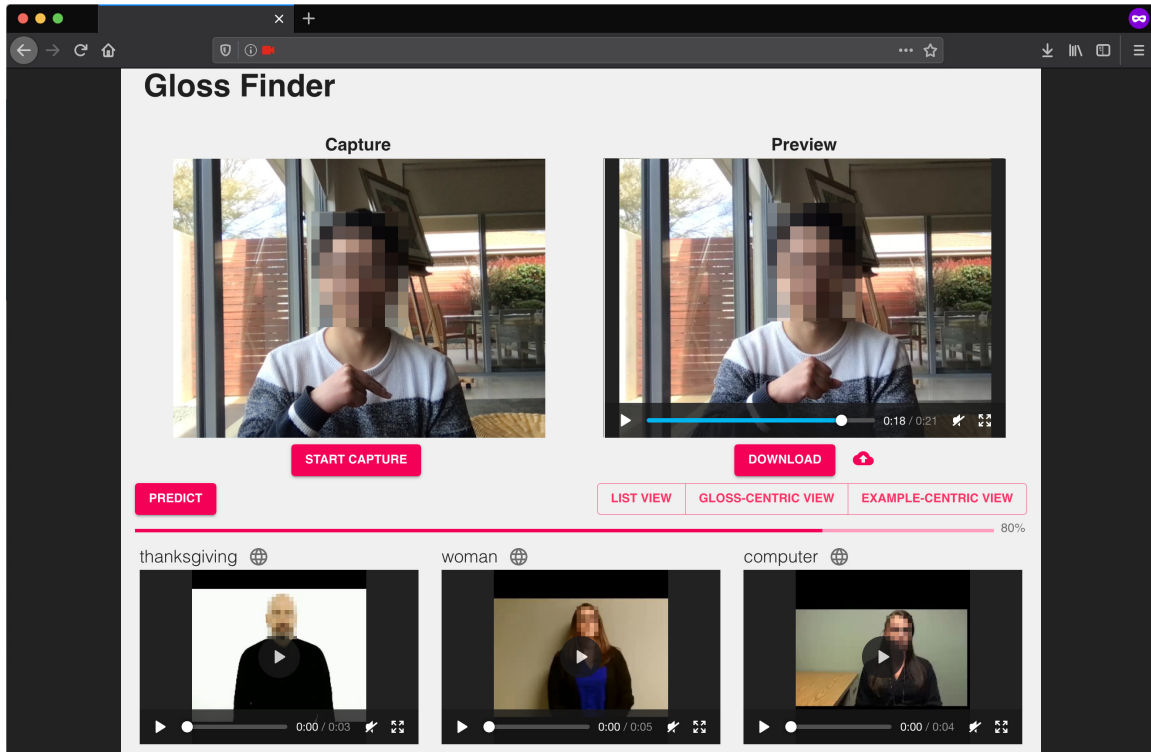 Gloss Finder
Capture
Preview
0:18 / 0:21
START CAPTURE
DOWNLOAD
PREDICT
LIST VIEW
GLOSS-CENTRIC VIEW
EXAMPLE-CENTRIC VIEW
80%
thanksgiving
woman
computer
0:00 / 0:03
0:00 / 0:05
0:00 / 0:04